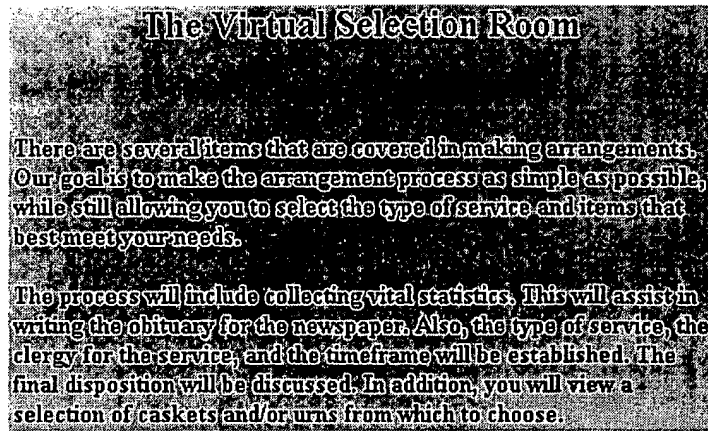 The Virtual Selection Room
There are several items that are covered in making arrangements.
Our goal is to make the arrangement process as simple as possible,
while still allowing you to select the type of service and items that
best meet your needs.
The process will include collecting vital statistics. This will assist in
writing the obituary for the newspaper. Also, the type of service, the
clergy for the service, and the timeframe will be established. The
final disposition will be discussed. In addition, you will view a
selection of caskets and/or urns from which to choose.